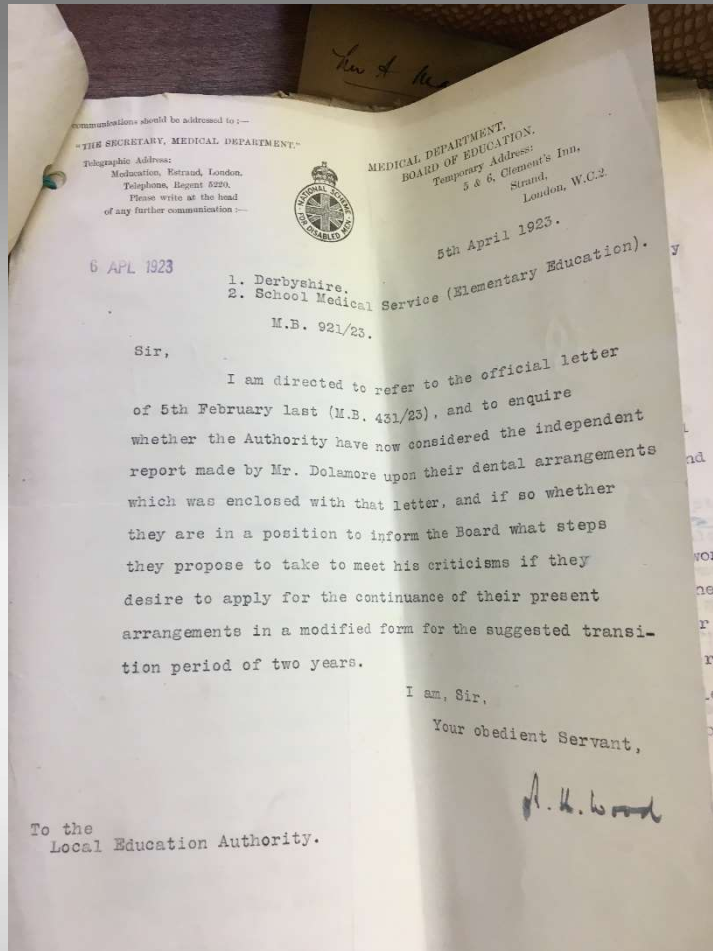 communications should be addressed to :—
"THE SECRETARY, MEDICAL DEPARTMENT."
Telegraphic Address:
Meducation, Estrand, London.
Telephone, Regent 5220.
Please write at the head
of any further communication :—
NATIONAL SCHEME
FOR DISABLED MEN
MEDICAL DEPARTMENT,
BOARD OF EDUCATION.
Temporary Address:
5 & 6, Clement's Inn,
Strand,
London, W.C.2.
5th April 1923.
6 APL 1923
1. Derbyshire.
2. School Medical Service (Elementary Education).
M.B. 921/23.
Sir,
I am directed to refer to the official letter
of 5th February last (M.B. 431/23), and to enquire
whether the Authority have now considered the independent
report made by Mr. Dolamore upon their dental arrangements
which was enclosed with that letter, and if so whether
they are in a position to inform the Board what steps
they propose to take to meet his criticisms if they
desire to apply for the continuance of their present
arrangements in a modified form for the suggested transi-
tion period of two years.
I am, Sir,
Your obedient Servant,
A. H. Wood
To the
Local Education Authority.